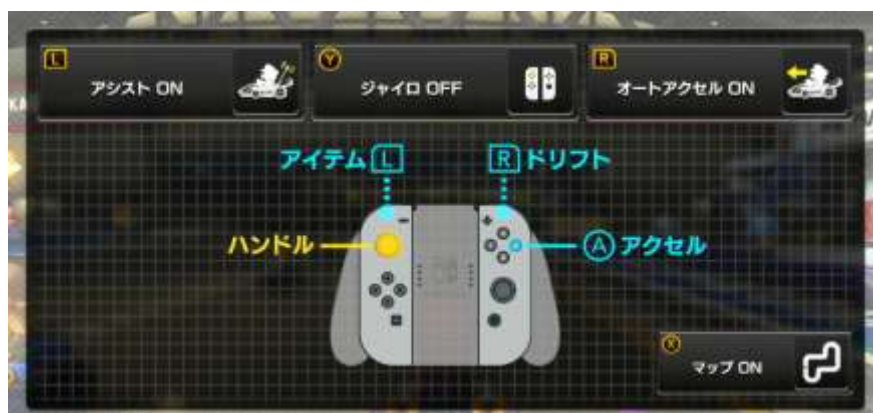 L
アシスト ON
Y
ジャイロ OFF
R
オートアクセル ON
アイテム L
R ドリフト
ハンドル
A アクセル
X
マップ ON